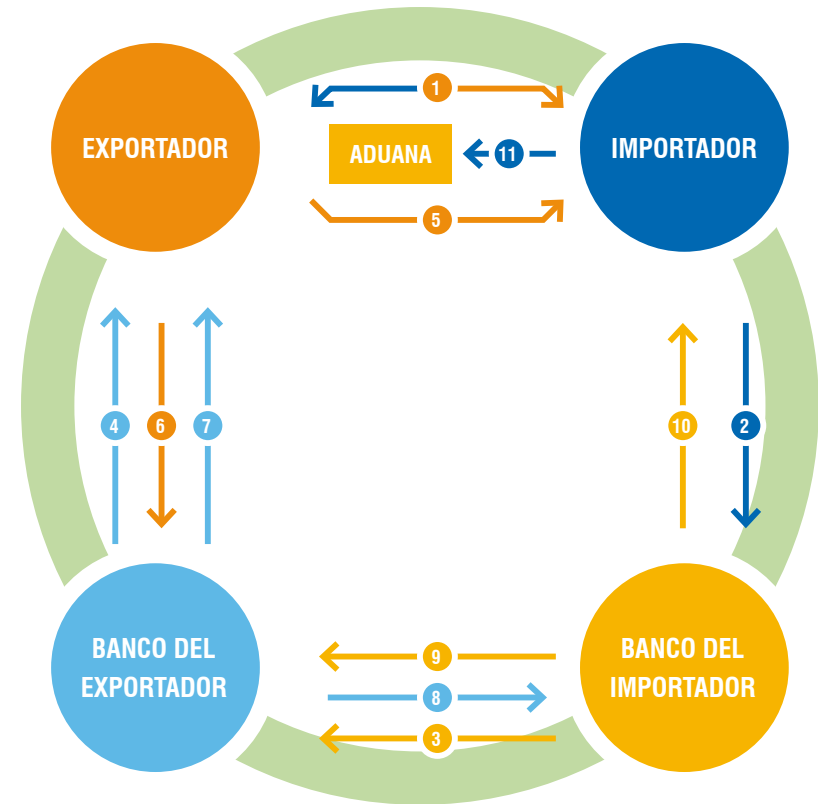 1
EXPORTADOR
ADUANA
11
IMPORTADOR
5
4
6
7
10
2
BANCO DEL
EXPORTADOR
9
8
3
BANCO DEL
IMPORTADOR